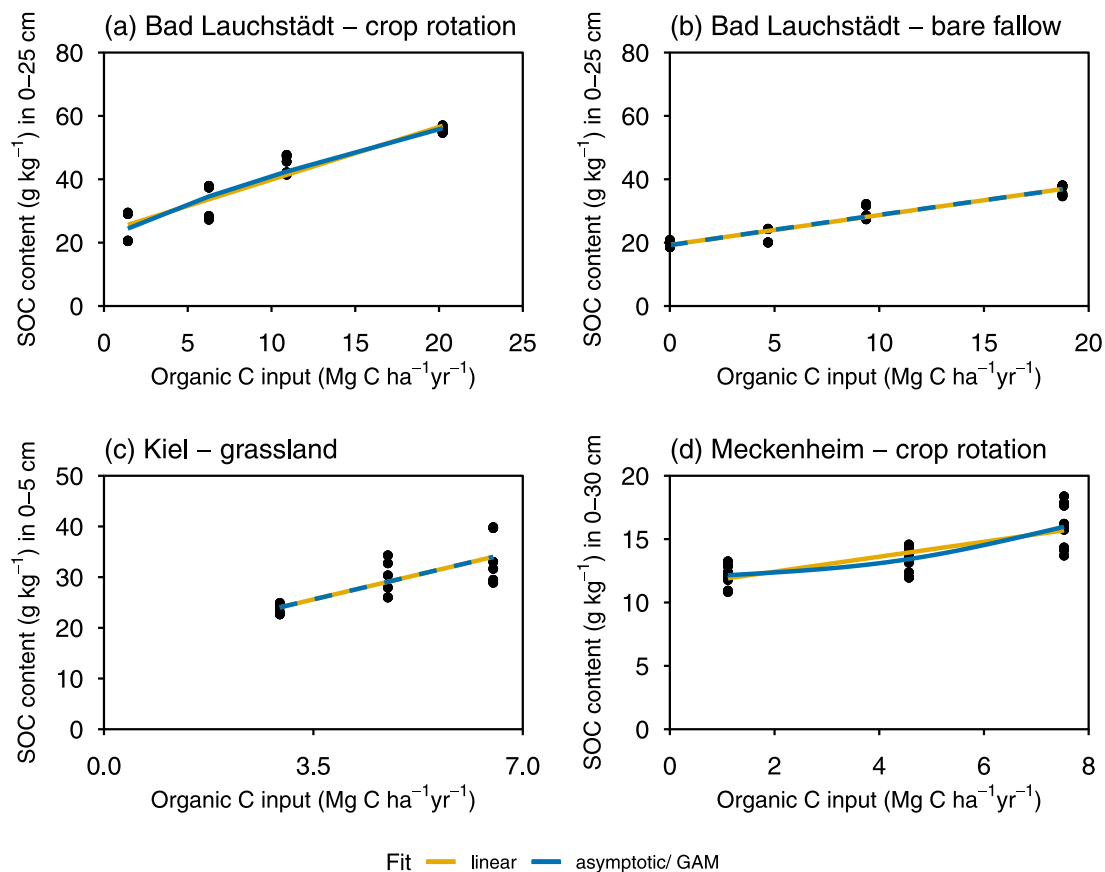 (a) Bad Lauchstädt – crop rotation
SOC content (g kg⁻¹) in 0–25 cm
80
60
40
20
0
0 5 10 15 20 25
Organic C input (Mg C ha⁻¹yr⁻¹)
(b) Bad Lauchstädt – bare fallow
SOC content (g kg⁻¹) in 0–25 cm
80
60
40
20
0
0 5 10 15 20
Organic C input (Mg C ha⁻¹yr⁻¹)
(c) Kiel – grassland
SOC content (g kg⁻¹) in 0–5 cm
50
40
30
20
10
0
0.0 3.5 7.0
Organic C input (Mg C ha⁻¹yr⁻¹)
(d) Meckenheim – crop rotation
SOC content (g kg⁻¹) in 0–30 cm
20
15
10
5
0
0 2 4 6 8
Organic C input (Mg C ha⁻¹yr⁻¹)
Fit linear asymptotic/ GAM